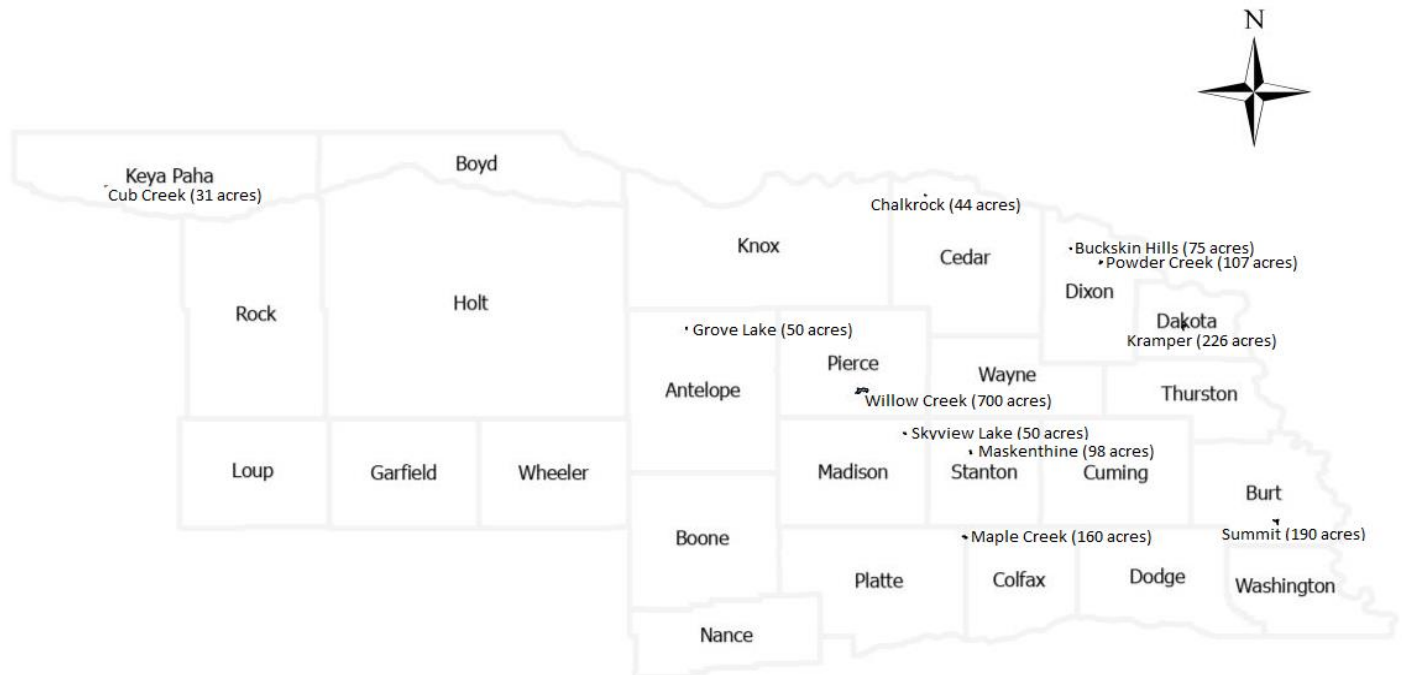 N
Boyd
Keya Paha
Cub Creek (31 acres)
Chalkrock (44 acres)
Knox
Cedar
Buckskin Hills (75 acres)
Powder Creek (107 acres)
Dixon
Rock
Holt
Dakota
Kramper (226 acres)
Grove Lake (50 acres)
Pierce
Wayne
Antelope
Willow Creek (700 acres)
Thurston
Skyview Lake (50 acres)
Maskenthine (98 acres)
Loup
Garfield
Wheeler
Madison
Stanton
Cuming
Burt
Summit (190 acres)
Boone
Maple Creek (160 acres)
Platte
Colfax
Dodge
Washington
Nance